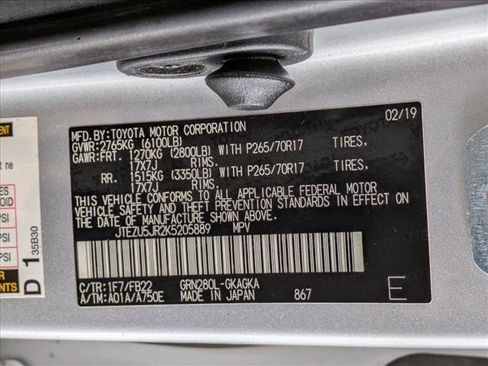 MFD.BY:TOYOTA MOTOR CORPORATION 02/19
GVWR:2765KG (6100LB)
GAWR:FRT. 1270KG (2800LB) WITH P265/70R17 TIRES,
17X7J RIMS.
RR. 1515KG (3350LB) WITH P265/70R17 TIRES,
17X7J RIMS.
THIS VEHICLE CONFORMS TO ALL APPLICABLE FEDERAL MOTOR
VEHICLE SAFETY AND THEFT PREVENTION STANDARDS IN EFFECT ON
THE DATE OF MANUFACTURE SHOWN ABOVE.
JTEZU5JR2K5205889 MPV
C/TR:1F7/FB22 GRN280L-GKAGKA
A/TM:A01A/A750E MADE IN JAPAN 867 E
PSI
PSI
D 1 35B30